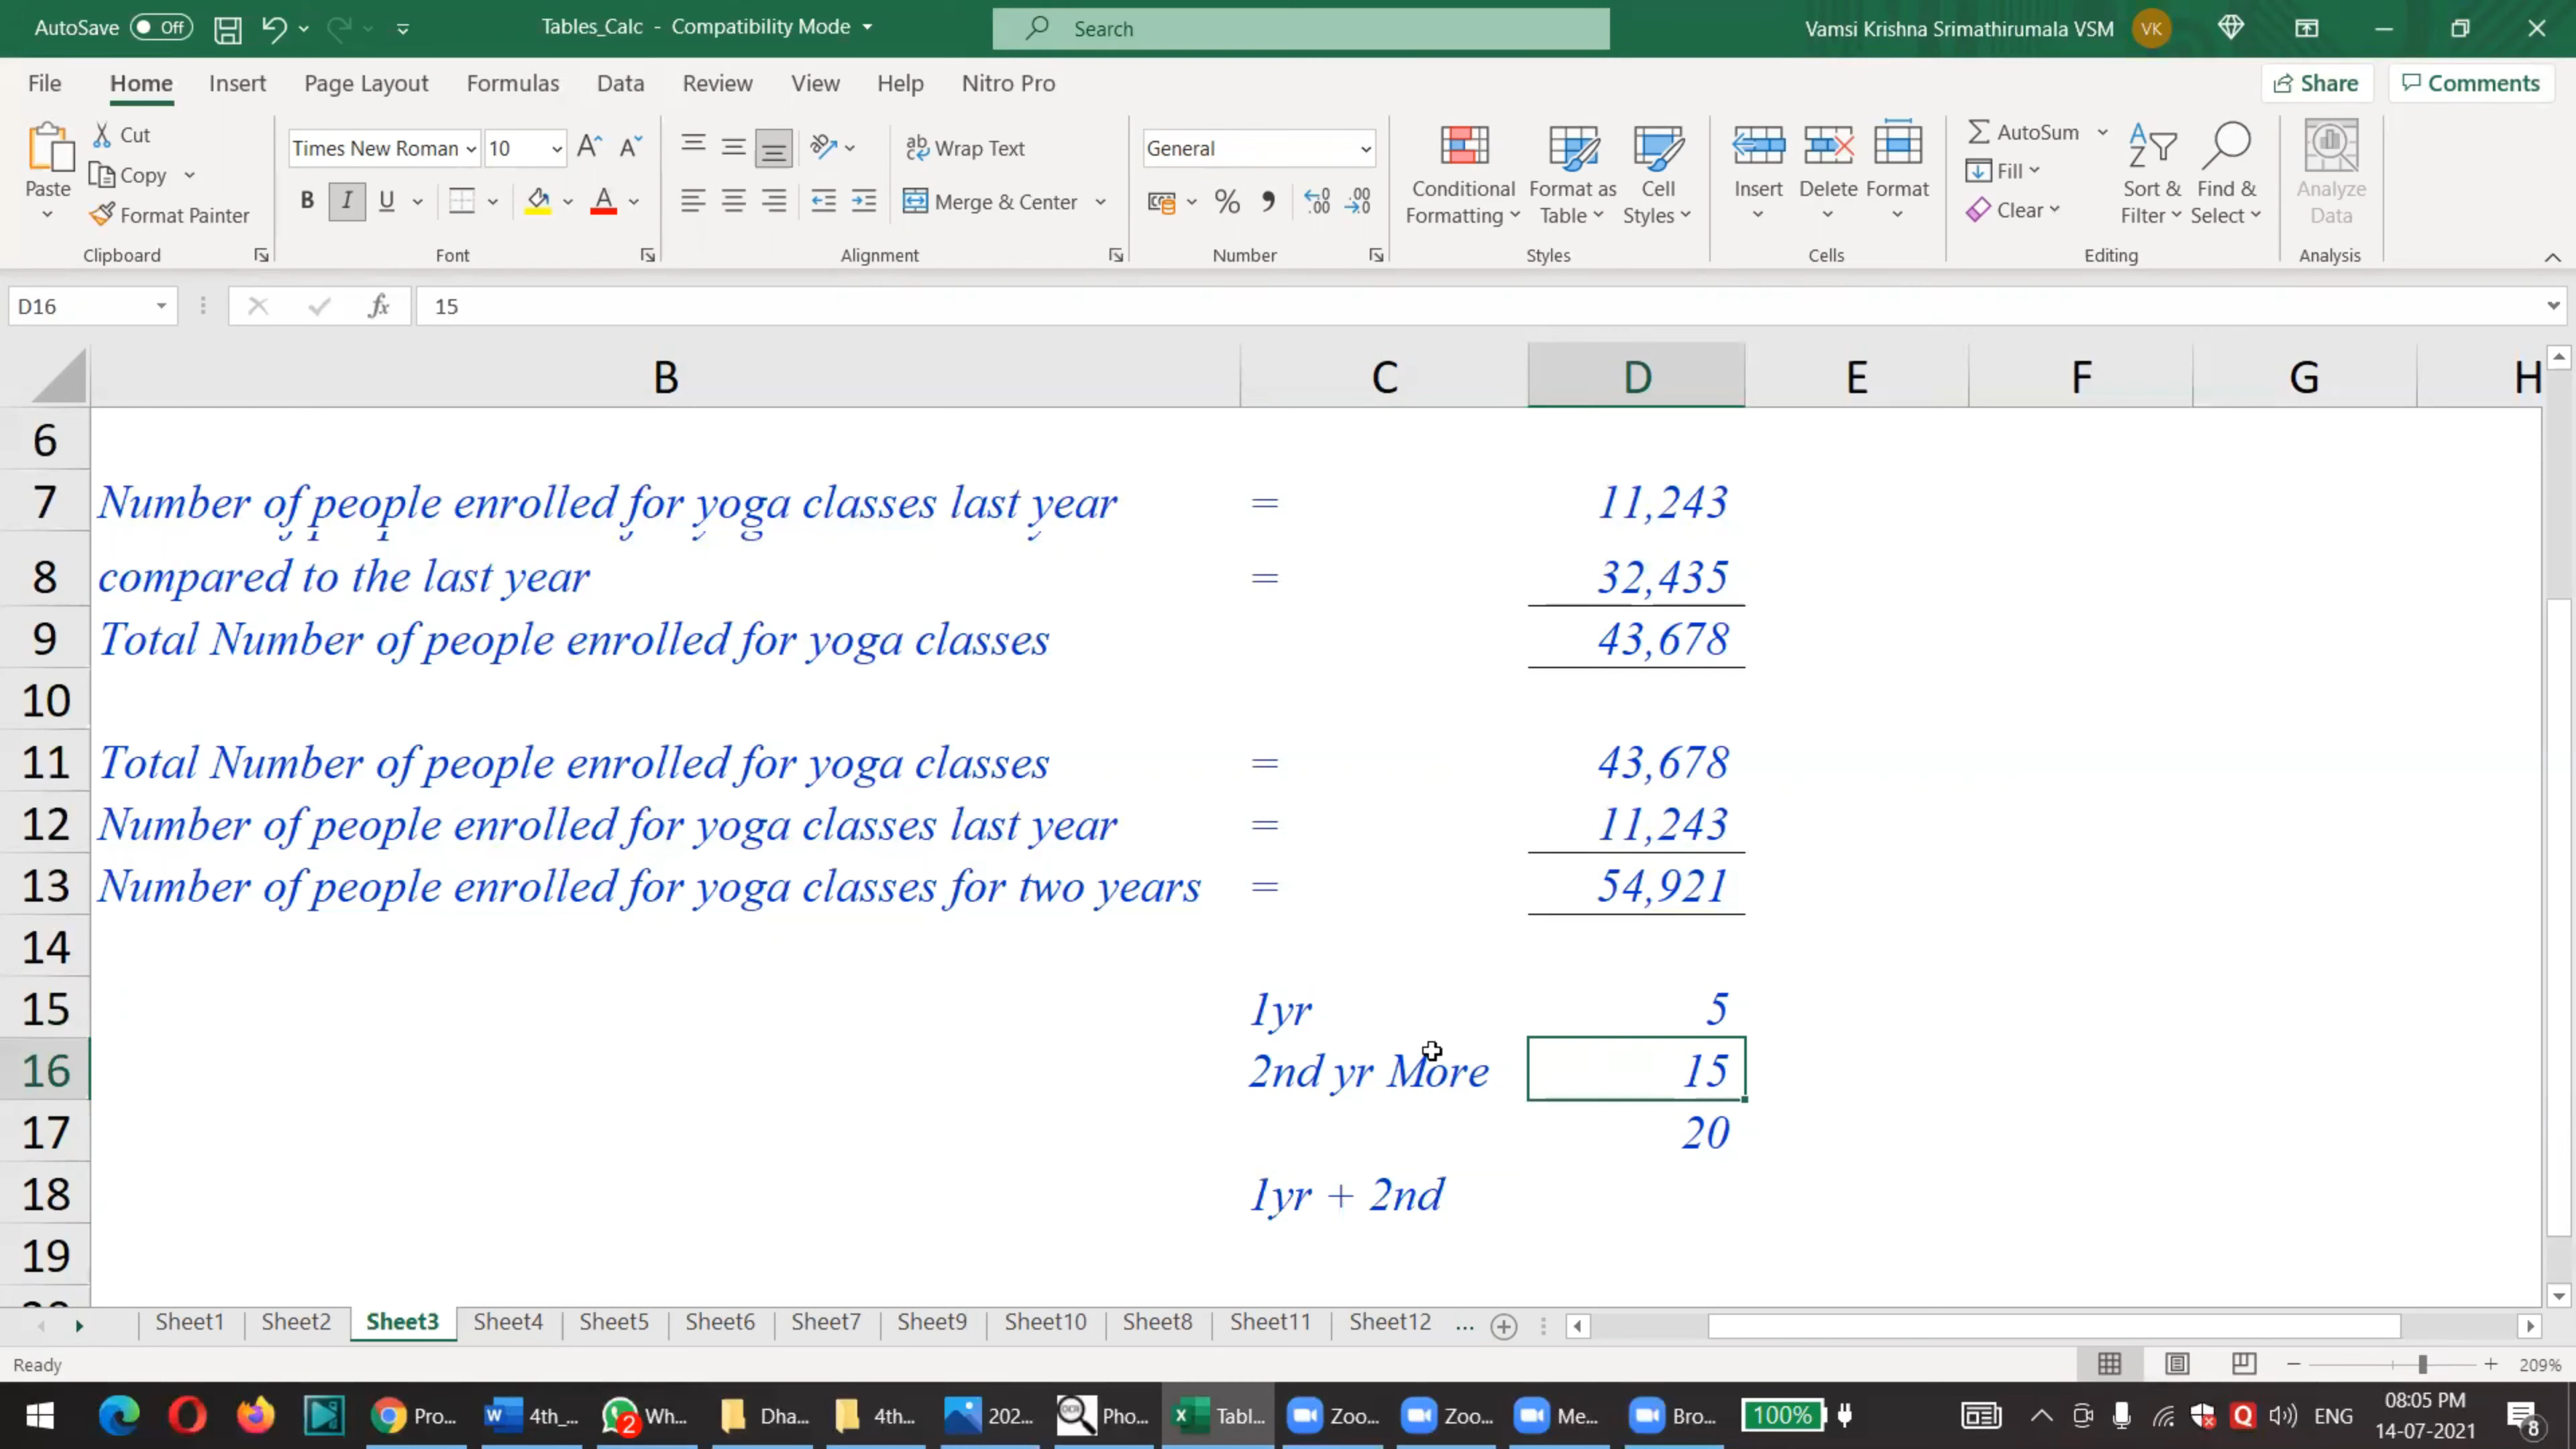 AutoSave Off Tables_Calc - Compatibility Mode Search Vamsi Krishna Srimathirumala VSM VK
File Home Insert Page Layout Formulas Data Review View Help Nitro Pro Share Comments
Paste Cut Copy Format Painter Clipboard
Times New Roman 10 A A B I U A Font
ab Wrap Text Merge & Center Alignment
General % , .00 .00 Number
Conditional Formatting Format as Table Cell Styles Styles
Insert Delete Format Cells
AutoSum Fill Clear Sort & Filter Find & Select Editing
Analyze Data Analysis
D16 fx 15
B C D E F G H
6
7 Number of people enrolled for yoga classes last year = 11,243
8 compared to the last year = 32,435
9 Total Number of people enrolled for yoga classes 43,678
10
11 Total Number of people enrolled for yoga classes = 43,678
12 Number of people enrolled for yoga classes last year = 11,243
13 Number of people enrolled for yoga classes for two years = 54,921
14
15 1yr 5
16 2nd yr More 15
17 20
18 1yr + 2nd
19
Sheet1 Sheet2 Sheet3 Sheet4 Sheet5 Sheet6 Sheet7 Sheet9 Sheet10 Sheet8 Sheet11 Sheet12 ...
Ready 209%
Pro... 4th_... 2 Wh... Dha... 4th... 202... Pho... Tabl... Zoo... Zoo... Me... Bro... 100% ENG 08:05 PM
14-07-2021 8